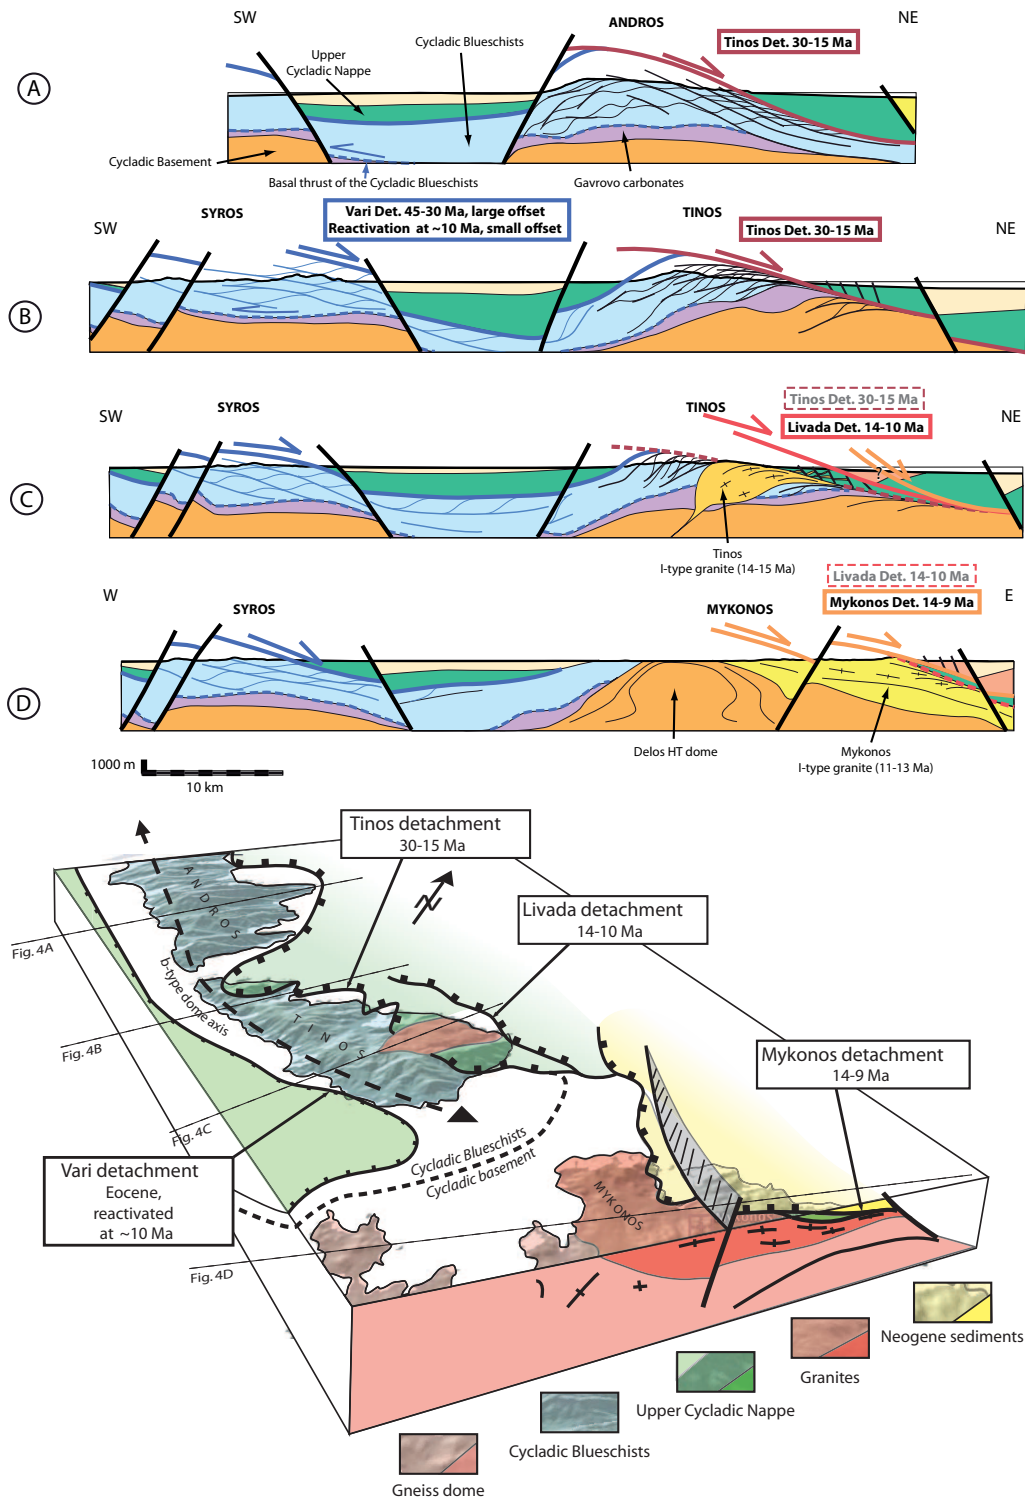 SW
NE
ANDROS
Tinos Det. 30-15 Ma
Cycladic Blueschists
Upper
Cycladic Nappe
A
Cycladic Basement
Basal thrust of the Cycladic Blueschists
Gavrovo carbonates
SW
SYROS
Vari Det. 45-30 Ma, large offset
Reactivation at ~10 Ma, small offset
TINOS
Tinos Det. 30-15 Ma
NE
B
SW
SYROS
TINOS
Tinos Det. 30-15 Ma
Livada Det. 14-10 Ma
NE
?
C
Tinos
I-type granite (14-15 Ma)
W
SYROS
MYKONOS
Livada Det. 14-10 Ma
Mykonos Det. 14-9 Ma
E
D
Delos HT dome
Mykonos
I-type granite (11-13 Ma)
1000 m
10 km
Tinos detachment
30-15 Ma
Livada detachment
14-10 Ma
ANDROS
Fig. 4A
b-type dome axis
TINOS
Fig. 4B
Mykonos detachment
14-9 Ma
Fig. 4C
Cycladic Blueschists
Cycladic basement
Vari detachment
Eocene,
reactivated
at ~10 Ma
MYKONOS
Fig. 4D
Neogene sediments
Granites
Upper Cycladic Nappe
Cycladic Blueschists
Gneiss dome